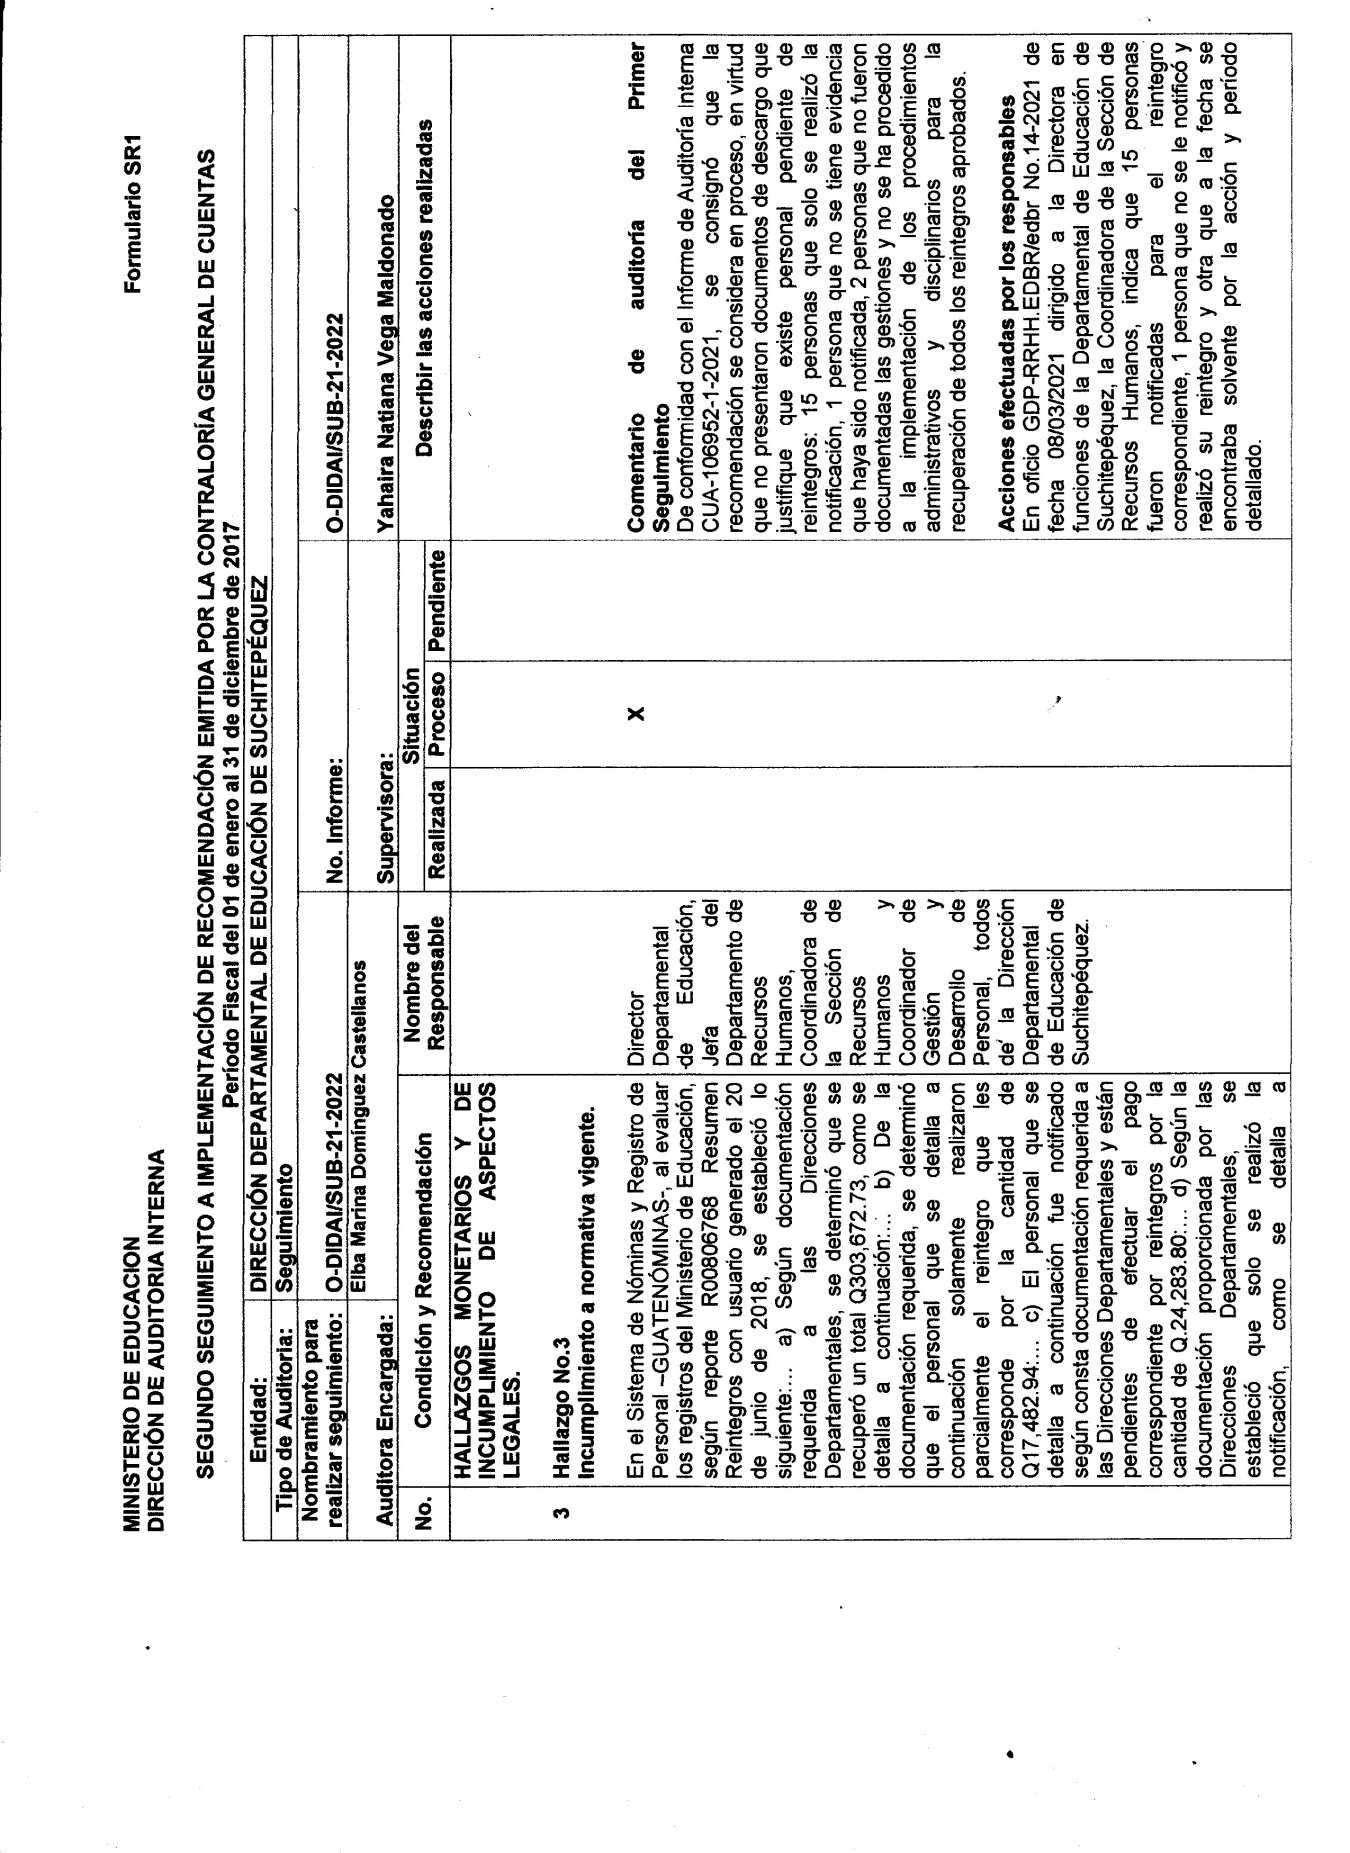 MINISTERIO DE EDUCACION
DIRECCIÓN DE AUDITORIA INTERNA
Formulario SR1
SEGUNDO SEGUIMIENTO A IMPLEMENTACIÓN DE RECOMENDACIÓN EMITIDA POR LA CONTRALORÍA GENERAL DE CUENTAS
Período Fiscal del 01 de enero al 31 de diciembre de 2017
Entidad: DIRECCIÓN DEPARTAMENTAL DE EDUCACIÓN DE SUCHITEPÉQUEZ
Tipo de Auditoria: Seguimiento
Nombramiento para
realizar seguimiento: O-DIDAI/SUB-21-2022 No. Informe: O-DIDAI/SUB-21-2022
Auditora Encargada: Elba Marina Domínguez Castellanos Supervisora: Yahaira Natiana Vega Maldonado
No. Condición y Recomendación
Nombre del
Responsable
Situación
Realizada Proceso Pendiente
Describir las acciones realizadas
HALLAZGOS MONETARIOS Y DE
INCUMPLIMIENTO DE ASPECTOS
LEGALES.
3 Hallazgo No.3
Incumplimiento a normativa vigente.
En el Sistema de Nóminas y Registro de
Personal –GUATENÓMINAS-, al evaluar
los registros del Ministerio de Educación,
según reporte R00806768 Resumen
Reintegros con usuario generado el 20
de junio de 2018, se estableció lo
siguiente:... a) Según documentación
requerida a las Direcciones
Departamentales, se determinó que se
recuperó un total Q303,672.73, como se
detalla a continuación:... b) De la
documentación requerida, se determinó
que el personal que se detalla a
continuación solamente realizaron
parcialmente el reintegro que les
corresponde por la cantidad de
Q17,482.94:... c) El personal que se
detalla a continuación fue notificado
según consta documentación requerida a
las Direcciones Departamentales y están
pendientes de efectuar el pago
correspondiente por reintegros por la
cantidad de Q.24,283.80:... d) Según la
documentación proporcionada por las
Direcciones Departamentales, se
estableció que solo se realizó la
notificación, como se detalla a
Director
Departamental
de Educación,
Jefa del
Departamento de
Recursos
Humanos,
Coordinadora de
la Sección de
Recursos
Humanos y
Coordinador de
Gestión y
Desarrollo de
Personal, todos
de la Dirección
Departamental
de Educación de
Suchitepéquez.
X
Comentario de auditoría del Primer
Seguimiento
De conformidad con el Informe de Auditoría Interna
CUA-106952-1-2021, se consignó que la
recomendación se considera en proceso, en virtud
que no presentaron documentos de descargo que
justifique que existe personal pendiente de
reintegros: 15 personas que solo se realizó la
notificación, 1 persona que no se tiene evidencia
que haya sido notificada, 2 personas que no fueron
documentadas las gestiones y no se ha procedido
a la implementación de los procedimientos
administrativos y disciplinarios para la
recuperación de todos los reintegros aprobados.
Acciones efectuadas por los responsables
En oficio GDP-RRHH.EDBR/edbr No.14-2021 de
fecha 08/03/2021 dirigido a la Directora en
funciones de la Departamental de Educación de
Suchitepéquez, la Coordinadora de la Sección de
Recursos Humanos, indica que 15 personas
fueron notificadas para el reintegro
correspondiente, 1 persona que no se le notificó y
realizó su reintegro y otra que a la fecha se
encontraba solvente por la acción y período
detallado.